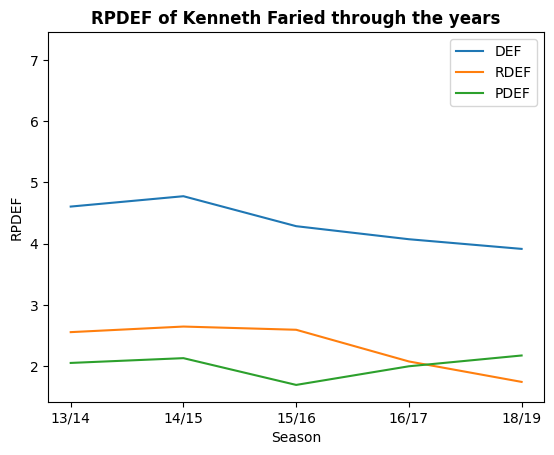 RPDEF of Kenneth Faried through the years
7
6
5
4
3
2
RPDEF
DEF
RDEF
PDEF
13/14
14/15
15/16
16/17
18/19
Season